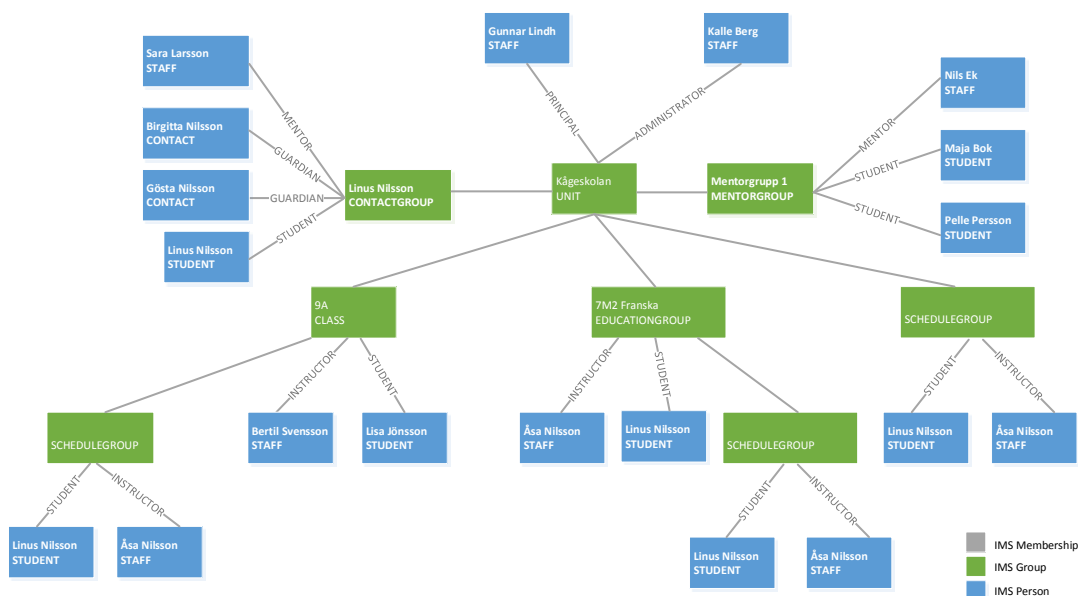 Gunnar Lindh
STAFF
Kalle Berg
STAFF
Sara Larsson
STAFF
Nils Ek
STAFF
PRINCIPAL
ADMINISTRATOR
MENTOR
MENTOR
Birgitta Nilsson
CONTACT
GUARDIAN
Maja Bok
STUDENT
STUDENT
Gösta Nilsson
CONTACT
GUARDIAN
Linus Nilsson
CONTACTGROUP
Kågeskolan
UNIT
Mentorgrupp 1
MENTORGROUP
STUDENT
Pelle Persson
STUDENT
STUDENT
Linus Nilsson
STUDENT
9A
CLASS
7M2 Franska
EDUCATIONGROUP
SCHEDULEGROUP
INSTRUCTOR
STUDENT
INSTRUCTOR
STUDENT
STUDENT
INSTRUCTOR
SCHEDULEGROUP
Bertil Svensson
STAFF
Lisa Jönsson
STUDENT
Åsa Nilsson
STAFF
Linus Nilsson
STUDENT
SCHEDULEGROUP
Linus Nilsson
STUDENT
Åsa Nilsson
STAFF
STUDENT
INSTRUCTOR
STUDENT
INSTRUCTOR
Linus Nilsson
STUDENT
Åsa Nilsson
STAFF
Linus Nilsson
STUDENT
Åsa Nilsson
STAFF
IMS Membership
IMS Group
IMS Person